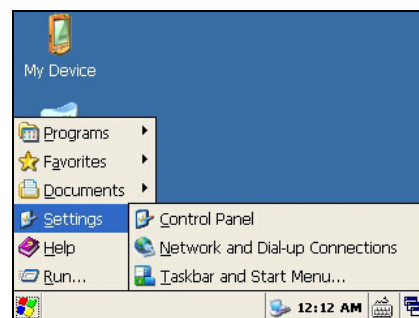 My Device
Programs
Favorites
Documents
Settings
Help
Run...
Control Panel
Network and Dial-up Connections
Taskbar and Start Menu...
12:12 AM